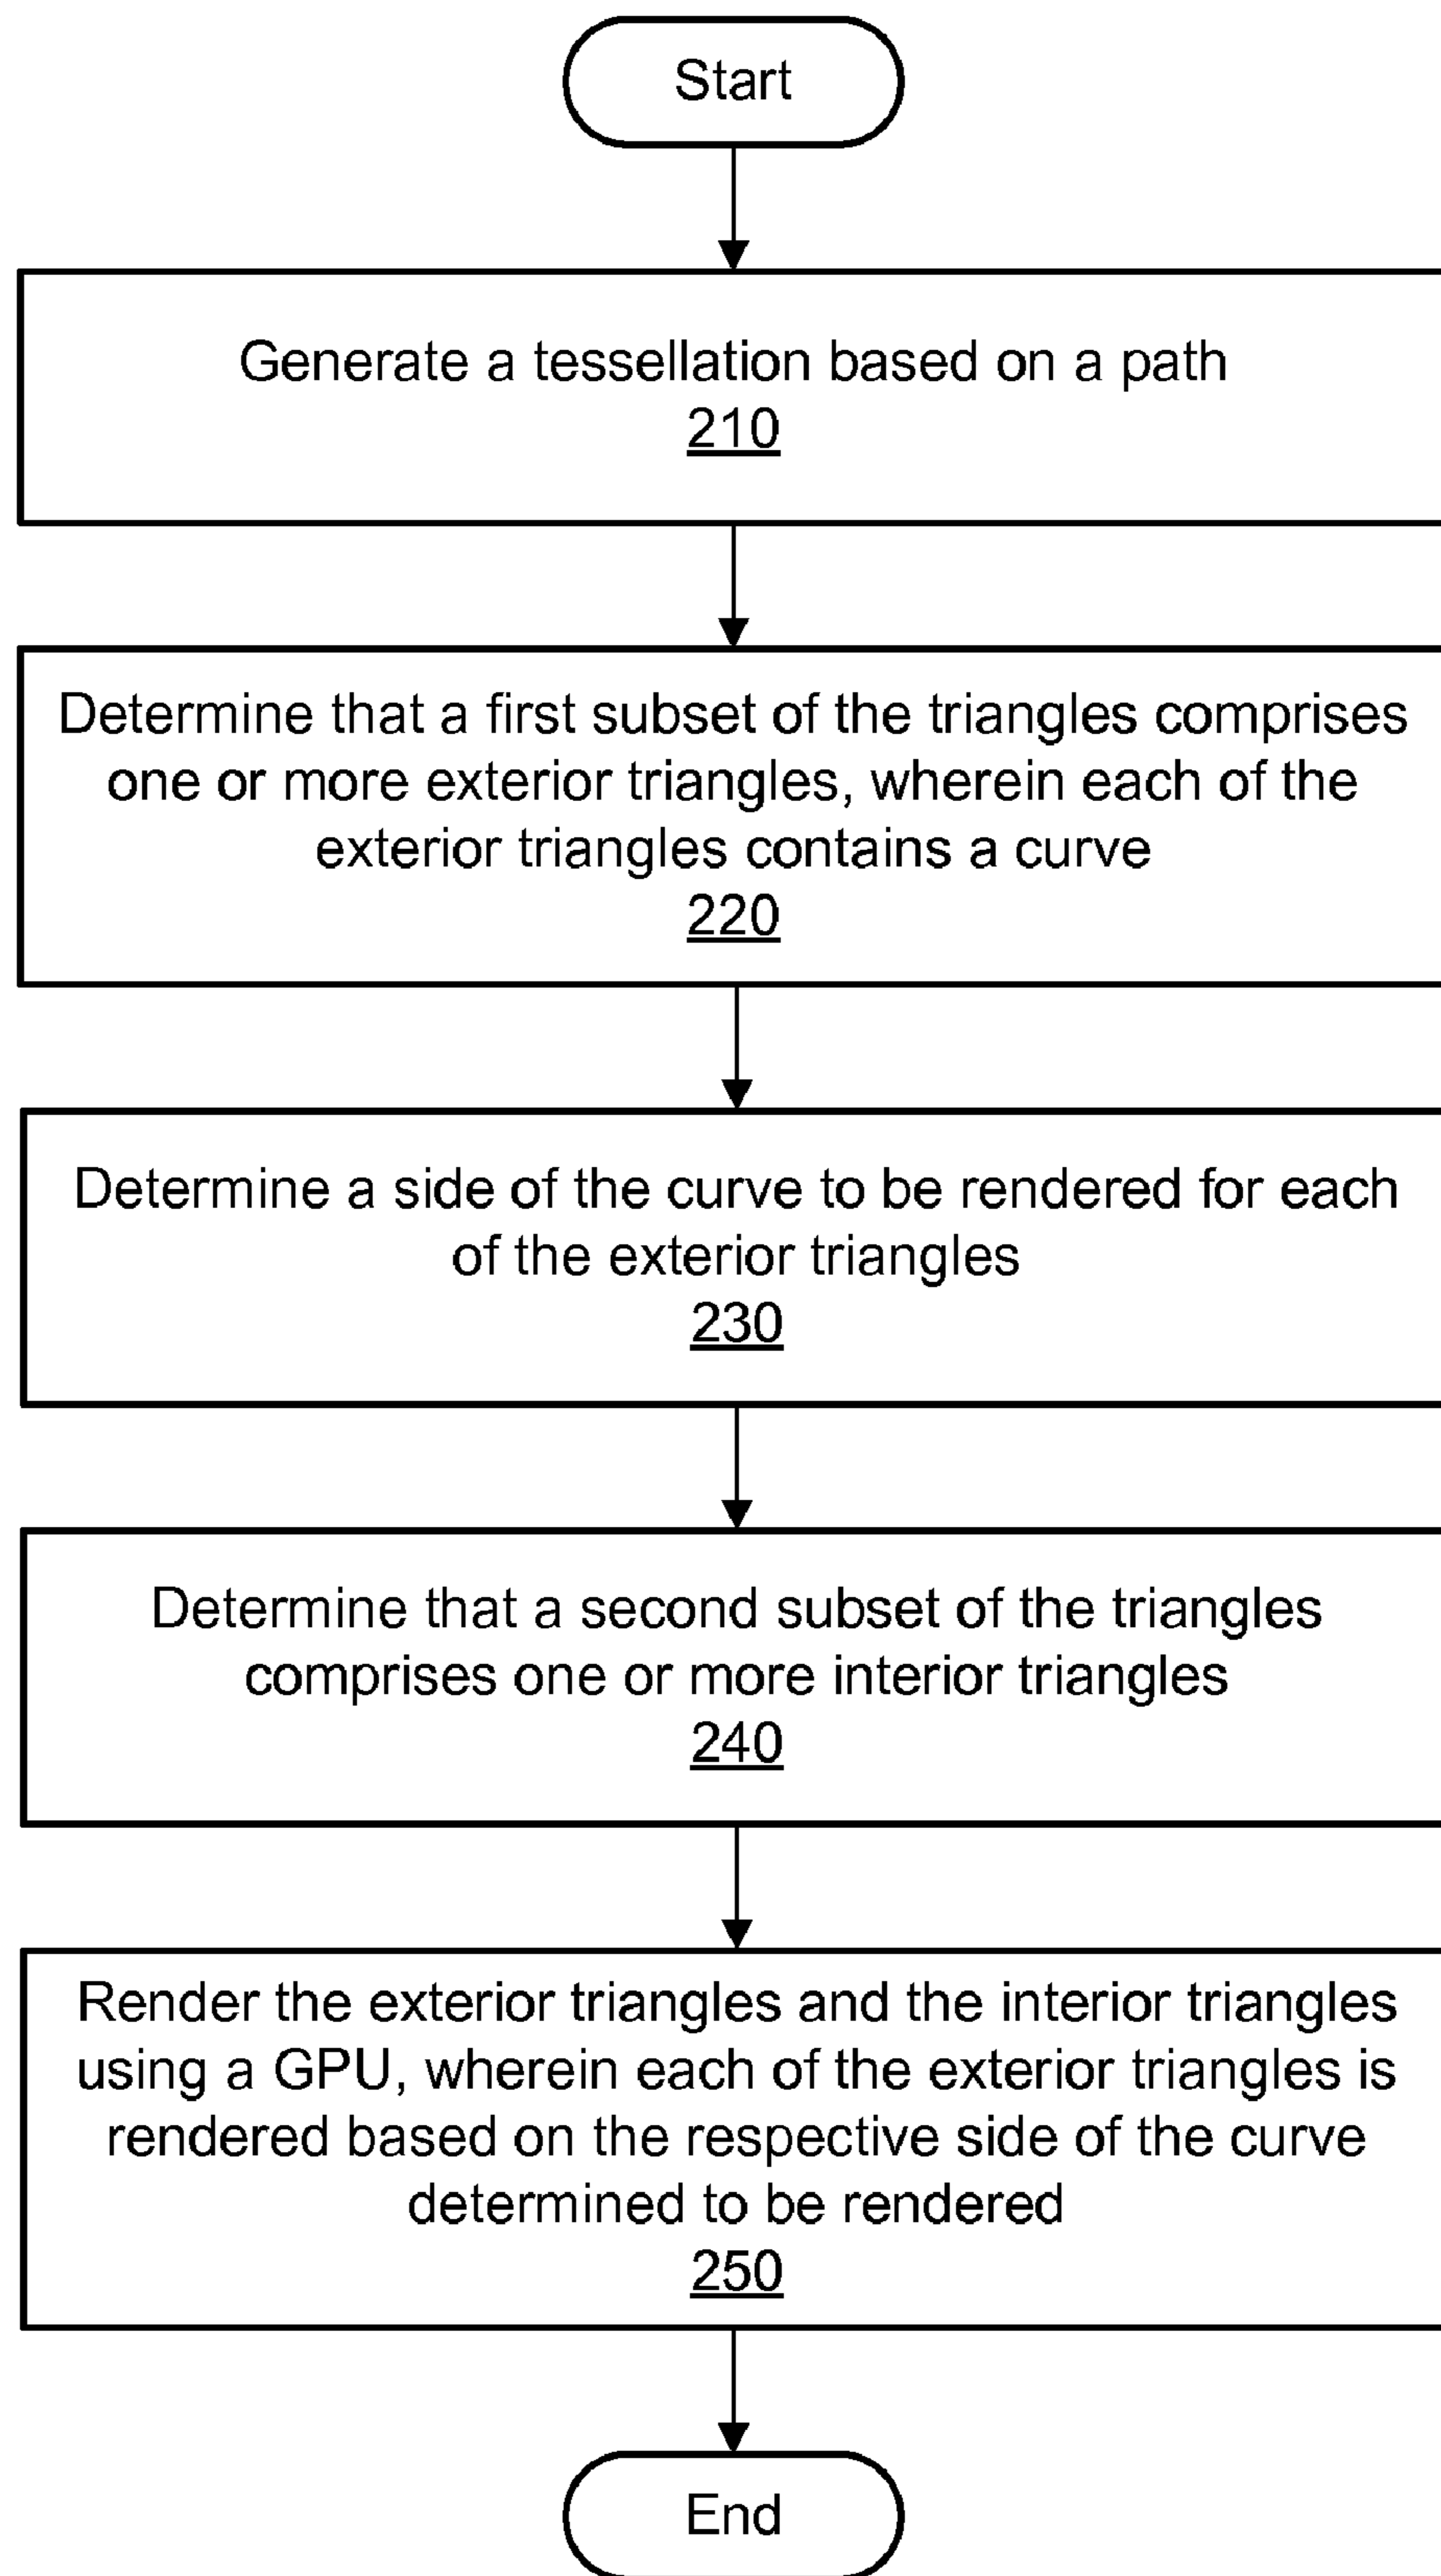 Start
Generate a tessellation based on a path
210
Determine that a first subset of the triangles comprises
one or more exterior triangles, wherein each of the
exterior triangles contains a curve
220
Determine a side of the curve to be rendered for each
of the exterior triangles
230
Determine that a second subset of the triangles
comprises one or more interior triangles
240
Render the exterior triangles and the interior triangles
using a GPU, wherein each of the exterior triangles is
rendered based on the respective side of the curve
determined to be rendered
250
End